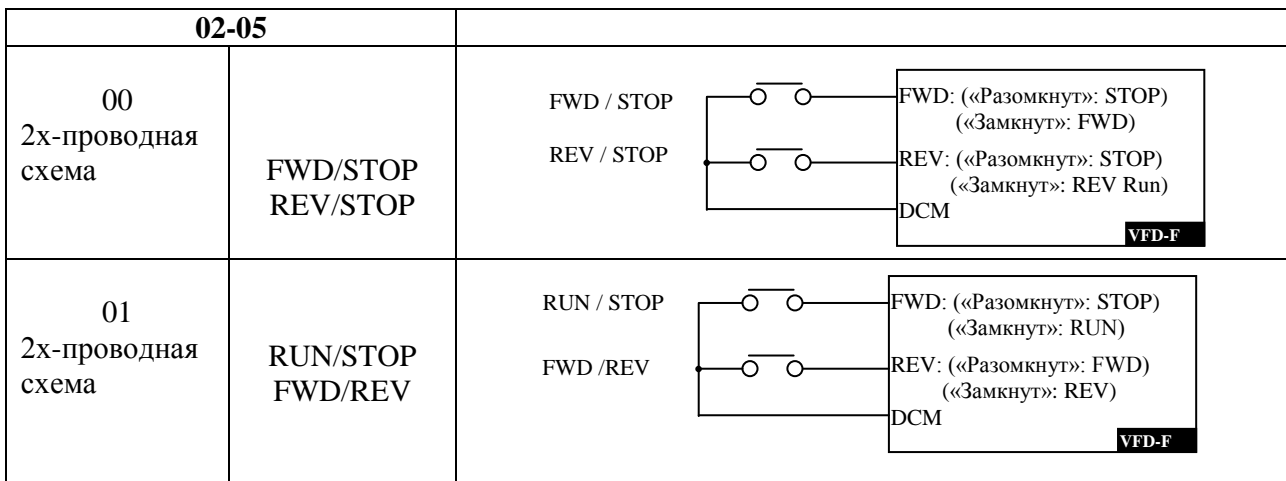 02-05
00
2х-проводная
схема
FWD/STOP
REV/STOP
FWD / STOP
REV / STOP
FWD: («Разомкнут»: STOP)
(«Замкнут»: FWD)
REV: («Разомкнут»: STOP)
(«Замкнут»: REV Run)
DCM
VFD-F
01
2х-проводная
схема
RUN/STOP
FWD/REV
RUN / STOP
FWD /REV
FWD: («Разомкнут»: STOP)
(«Замкнут»: RUN)
REV: («Разомкнут»: FWD)
(«Замкнут»: REV)
DCM
VFD-F